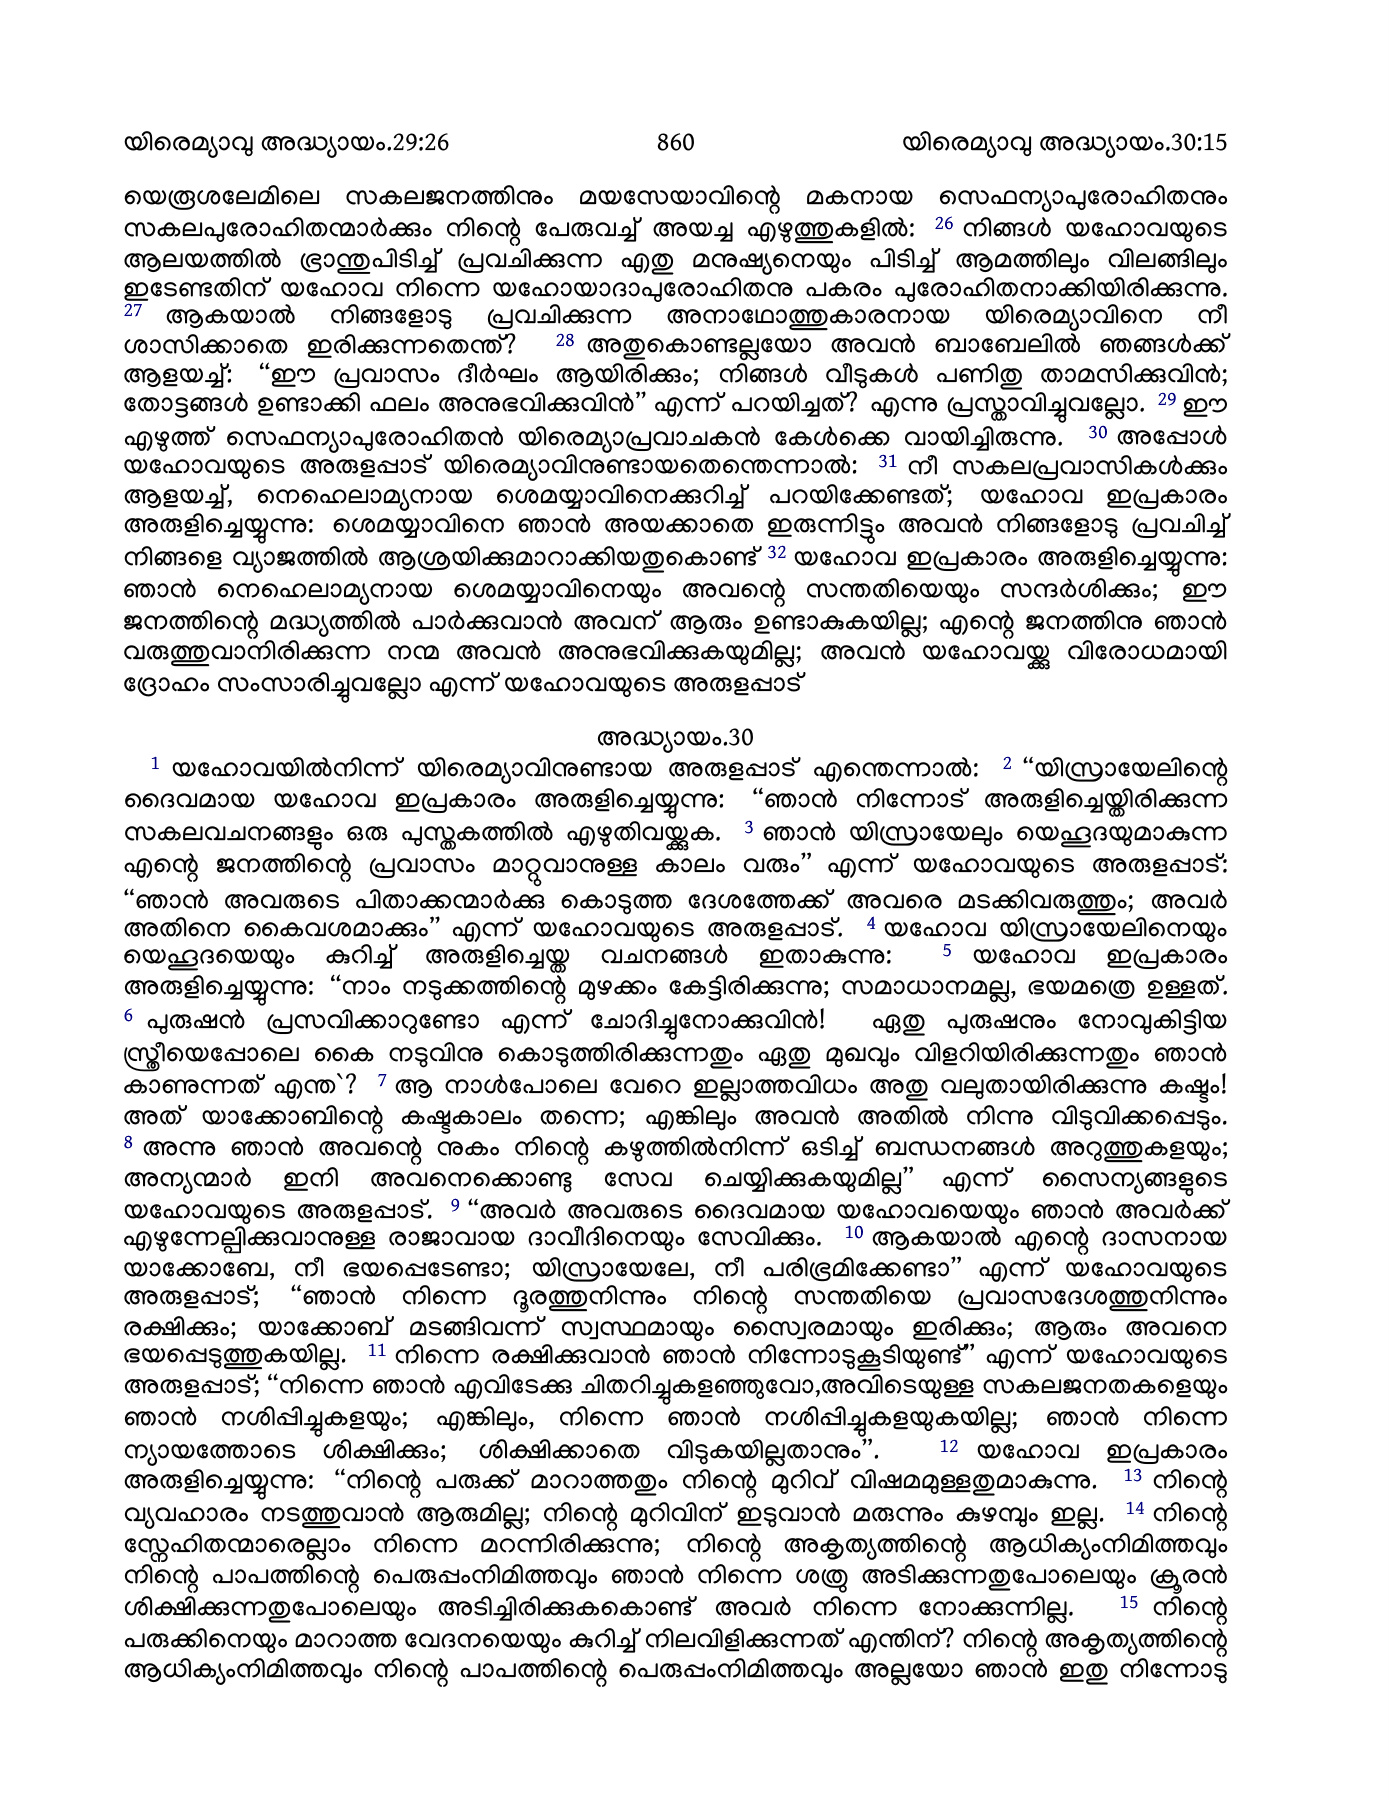 യിരെമ്യാവു അദ്ധ്യായം.29:26 860 യിരെമ്യാവു അദ്ധ്യായം.30:15
യെരൂശലേമിലെ സകലജനത്തിനും മയസേയാവിന്റെ മകനായ സെഫന്യാപുരോഹിതനും
സകലപുരോഹിതന്മാർക്കും നിന്റെ പേരുവച്ച് അയച്ച എഴുത്തുകളിൽ: 26 നിങ്ങൾ യഹോവയുടെ
ആലയത്തിൽ ഭ്രാന്തുപിടിച്ച് പ്രവചിക്കുന്ന ഏതു മനുഷ്യനെയും പിടിച്ച് ആമത്തിലും വിലങ്ങിലും
ഇടേണ്ടതിന് യഹോവ നിന്നെ യഹോയാദാപുരോഹിതനു പകരം പുരോഹിതനാക്കിയിരിക്കുന്നു.
27 ആകയാൽ നിങ്ങളോടു പ്രവചിക്കുന്ന അനാഥോത്തുകാരനായ യിരെമ്യാവിനെ നീ
ശാസിക്കാതെ ഇരിക്കുന്നതെന്ത്? 28 അതുകൊണ്ടല്ലയോ അവൻ ബാബേലിൽ ഞങ്ങൾക്ക്
ആളയച്ച്: “ഈ പ്രവാസം ദീർഘം ആയിരിക്കും; നിങ്ങൾ വീടുകൾ പണിതു താമസിക്കുവിൻ;
തോട്ടങ്ങൾ ഉണ്ടാക്കി ഫലം അനുഭവിക്കുവിൻ” എന്ന് പറയിച്ചത്? എന്നു പ്രസ്താവിച്ചുവല്ലോ. 29 ഈ
എഴുത്ത് സെഫന്യാപുരോഹിതൻ യിരെമ്യാപ്രവാചകൻ കേൾക്കെ വായിച്ചിരുന്നു. 30 അപ്പോൾ
യഹോവയുടെ അരുളപ്പാട് യിരെമ്യാവിനുണ്ടായതെന്തെന്നാൽ: 31 നീ സകലപ്രവാസികൾക്കും
ആളയച്ച്, നെഹെലാമ്യനായ ശെമയ്യാവിനെക്കുറിച്ച് പറയിക്കേണ്ടത്; യഹോവ ഇപ്രകാരം
അരുളിച്ചെയ്യുന്നു: ശെമയ്യാവിനെ ഞാൻ അയക്കാതെ ഇരുന്നിട്ടും അവൻ നിങ്ങളോടു പ്രവചിച്ച്
നിങ്ങളെ വ്യാജത്തിൽ ആശ്രയിക്കുമാറാക്കിയതുകൊണ്ട് 32 യഹോവ ഇപ്രകാരം അരുളിച്ചെയ്യുന്നു:
ഞാൻ നെഹെലാമ്യനായ ശെമയ്യാവിനെയും അവന്റെ സന്തതിയെയും സന്ദർശിക്കും; ഈ
ജനത്തിന്റെ മദ്ധ്യത്തിൽ പാർക്കുവാൻ അവന് ആരും ഉണ്ടാകുകയില്ല; എന്റെ ജനത്തിനു ഞാൻ
വരുത്തുവാനിരിക്കുന്ന നന്മ അവൻ അനുഭവിക്കുകയുമില്ല; അവൻ യഹോവയ്ക്കു വിരോധമായി
ദ്രോഹം സംസാരിച്ചുവല്ലോ എന്ന് യഹോവയുടെ അരുളപ്പാട്
അദ്ധ്യായം.30
1 യഹോവയിൽനിന്ന് യിരെമ്യാവിനുണ്ടായ അരുളപ്പാട് എന്തെന്നാൽ: 2 “യിസ്രായേലിന്റെ
ദൈവമായ യഹോവ ഇപ്രകാരം അരുളിച്ചെയ്യുന്നു: “ഞാൻ നിന്നോട് അരുളിച്ചെയ്തിരിക്കുന്ന
സകലവചനങ്ങളും ഒരു പുസ്തകത്തിൽ എഴുതിവയ്ക്കുക. 3 ഞാൻ യിസ്രായേലും യെഹൂദയുമാകുന്ന
എന്റെ ജനത്തിന്റെ പ്രവാസം മാറ്റുവാനുള്ള കാലം വരും” എന്ന് യഹോവയുടെ അരുളപ്പാട്:
“ഞാൻ അവരുടെ പിതാക്കന്മാർക്കു കൊടുത്ത ദേശത്തേക്ക് അവരെ മടക്കിവരുത്തും; അവർ
അതിനെ കൈവശമാക്കും” എന്ന് യഹോവയുടെ അരുളപ്പാട്. 4 യഹോവ യിസ്രായേലിനെയും
യെഹൂദയെയും കുറിച്ച് അരുളിച്ചെയ്ത വചനങ്ങൾ ഇതാകുന്നു: 5 യഹോവ ഇപ്രകാരം
അരുളിച്ചെയ്യുന്നു: “നാം നടുക്കത്തിന്റെ മുഴക്കം കേട്ടിരിക്കുന്നു; സമാധാനമല്ല, ഭയമത്രെ ഉള്ളത്.
6 പുരുഷൻ പ്രസവിക്കാറുണ്ടോ എന്ന് ചോദിച്ചുനോക്കുവിൻ! ഏതു പുരുഷനും നോവുകിട്ടിയ
സ്ത്രീയെപ്പോലെ കൈ നടുവിനു കൊടുത്തിരിക്കുന്നതും ഏതു മുഖവും വിളറിയിരിക്കുന്നതും ഞാൻ
കാണുന്നത് എന്ത`? 7 ആ നാൾപോലെ വേറെ ഇല്ലാത്തവിധം അതു വലുതായിരിക്കുന്നു കഷ്ടം!
അത് യാക്കോബിന്റെ കഷ്ടകാലം തന്നെ; എങ്കിലും അവൻ അതിൽ നിന്നു വിടുവിക്കപ്പെടും.
8 അന്നു ഞാൻ അവന്റെ നുകം നിന്റെ കഴുത്തിൽനിന്ന് ഒടിച്ച് ബന്ധനങ്ങൾ അറുത്തുകളയും;
അന്യന്മാർ ഇനി അവനെക്കൊണ്ടു സേവ ചെയ്യിക്കുകയുമില്ല” എന്ന് സൈന്യങ്ങളുടെ
യഹോവയുടെ അരുളപ്പാട്. 9 “അവർ അവരുടെ ദൈവമായ യഹോവയെയും ഞാൻ അവർക്ക്
എഴുന്നേല്പിക്കുവാനുള്ള രാജാവായ ദാവീദിനെയും സേവിക്കും. 10 ആകയാൽ എന്റെ ദാസനായ
യാക്കോബേ, നീ ഭയപ്പെടേണ്ടാ; യിസ്രായേലേ, നീ പരിഭ്രമിക്കേണ്ടാ” എന്ന് യഹോവയുടെ
അരുളപ്പാട്; “ഞാൻ നിന്നെ ദൂരത്തുനിന്നും നിന്റെ സന്തതിയെ പ്രവാസദേശത്തുനിന്നും
രക്ഷിക്കും; യാക്കോബ് മടങ്ങിവന്ന് സ്വസ്ഥമായും സ്വൈരമായും ഇരിക്കും; ആരും അവനെ
ഭയപ്പെടുത്തുകയില്ല. 11 നിന്നെ രക്ഷിക്കുവാൻ ഞാൻ നിന്നോടുകൂടിയുണ്ട്” എന്ന് യഹോവയുടെ
അരുളപ്പാട്; “നിന്നെ ഞാൻ എവിടേക്കു ചിതറിച്ചുകളഞ്ഞുവോ,അവിടെയുള്ള സകലജനതകളെയും
ഞാൻ നശിപ്പിച്ചുകളയും; എങ്കിലും, നിന്നെ ഞാൻ നശിപ്പിച്ചുകളയുകയില്ല; ഞാൻ നിന്നെ
ന്യായത്തോടെ ശിക്ഷിക്കും; ശിക്ഷിക്കാതെ വിടുകയില്ലതാനും”. 12 യഹോവ ഇപ്രകാരം
അരുളിച്ചെയ്യുന്നു: “നിന്റെ പരുക്ക് മാറാത്തതും നിന്റെ മുറിവ് വിഷമമുള്ളതുമാകുന്നു. 13 നിന്റെ
വ്യവഹാരം നടത്തുവാൻ ആരുമില്ല; നിന്റെ മുറിവിന് ഇടുവാൻ മരുന്നും കുഴമ്പും ഇല്ല. 14 നിന്റെ
സ്നേഹിതന്മാരെല്ലാം നിന്നെ മറന്നിരിക്കുന്നു; നിന്റെ അകൃത്യത്തിന്റെ ആധിക്യംനിമിത്തവും
നിന്റെ പാപത്തിന്റെ പെരുപ്പംനിമിത്തവും ഞാൻ നിന്നെ ശത്രു അടിക്കുന്നതുപോലെയും ക്രൂരൻ
ശിക്ഷിക്കുന്നതുപോലെയും അടിച്ചിരിക്കുകകൊണ്ട് അവർ നിന്നെ നോക്കുന്നില്ല. 15 നിന്റെ
പരുക്കിനെയും മാറാത്ത വേദനയെയും കുറിച്ച് നിലവിളിക്കുന്നത് എന്തിന്? നിന്റെ അകൃത്യത്തിന്റെ
ആധിക്യംനിമിത്തവും നിന്റെ പാപത്തിന്റെ പെരുപ്പംനിമിത്തവും അല്ലയോ ഞാൻ ഇതു നിന്നോടു